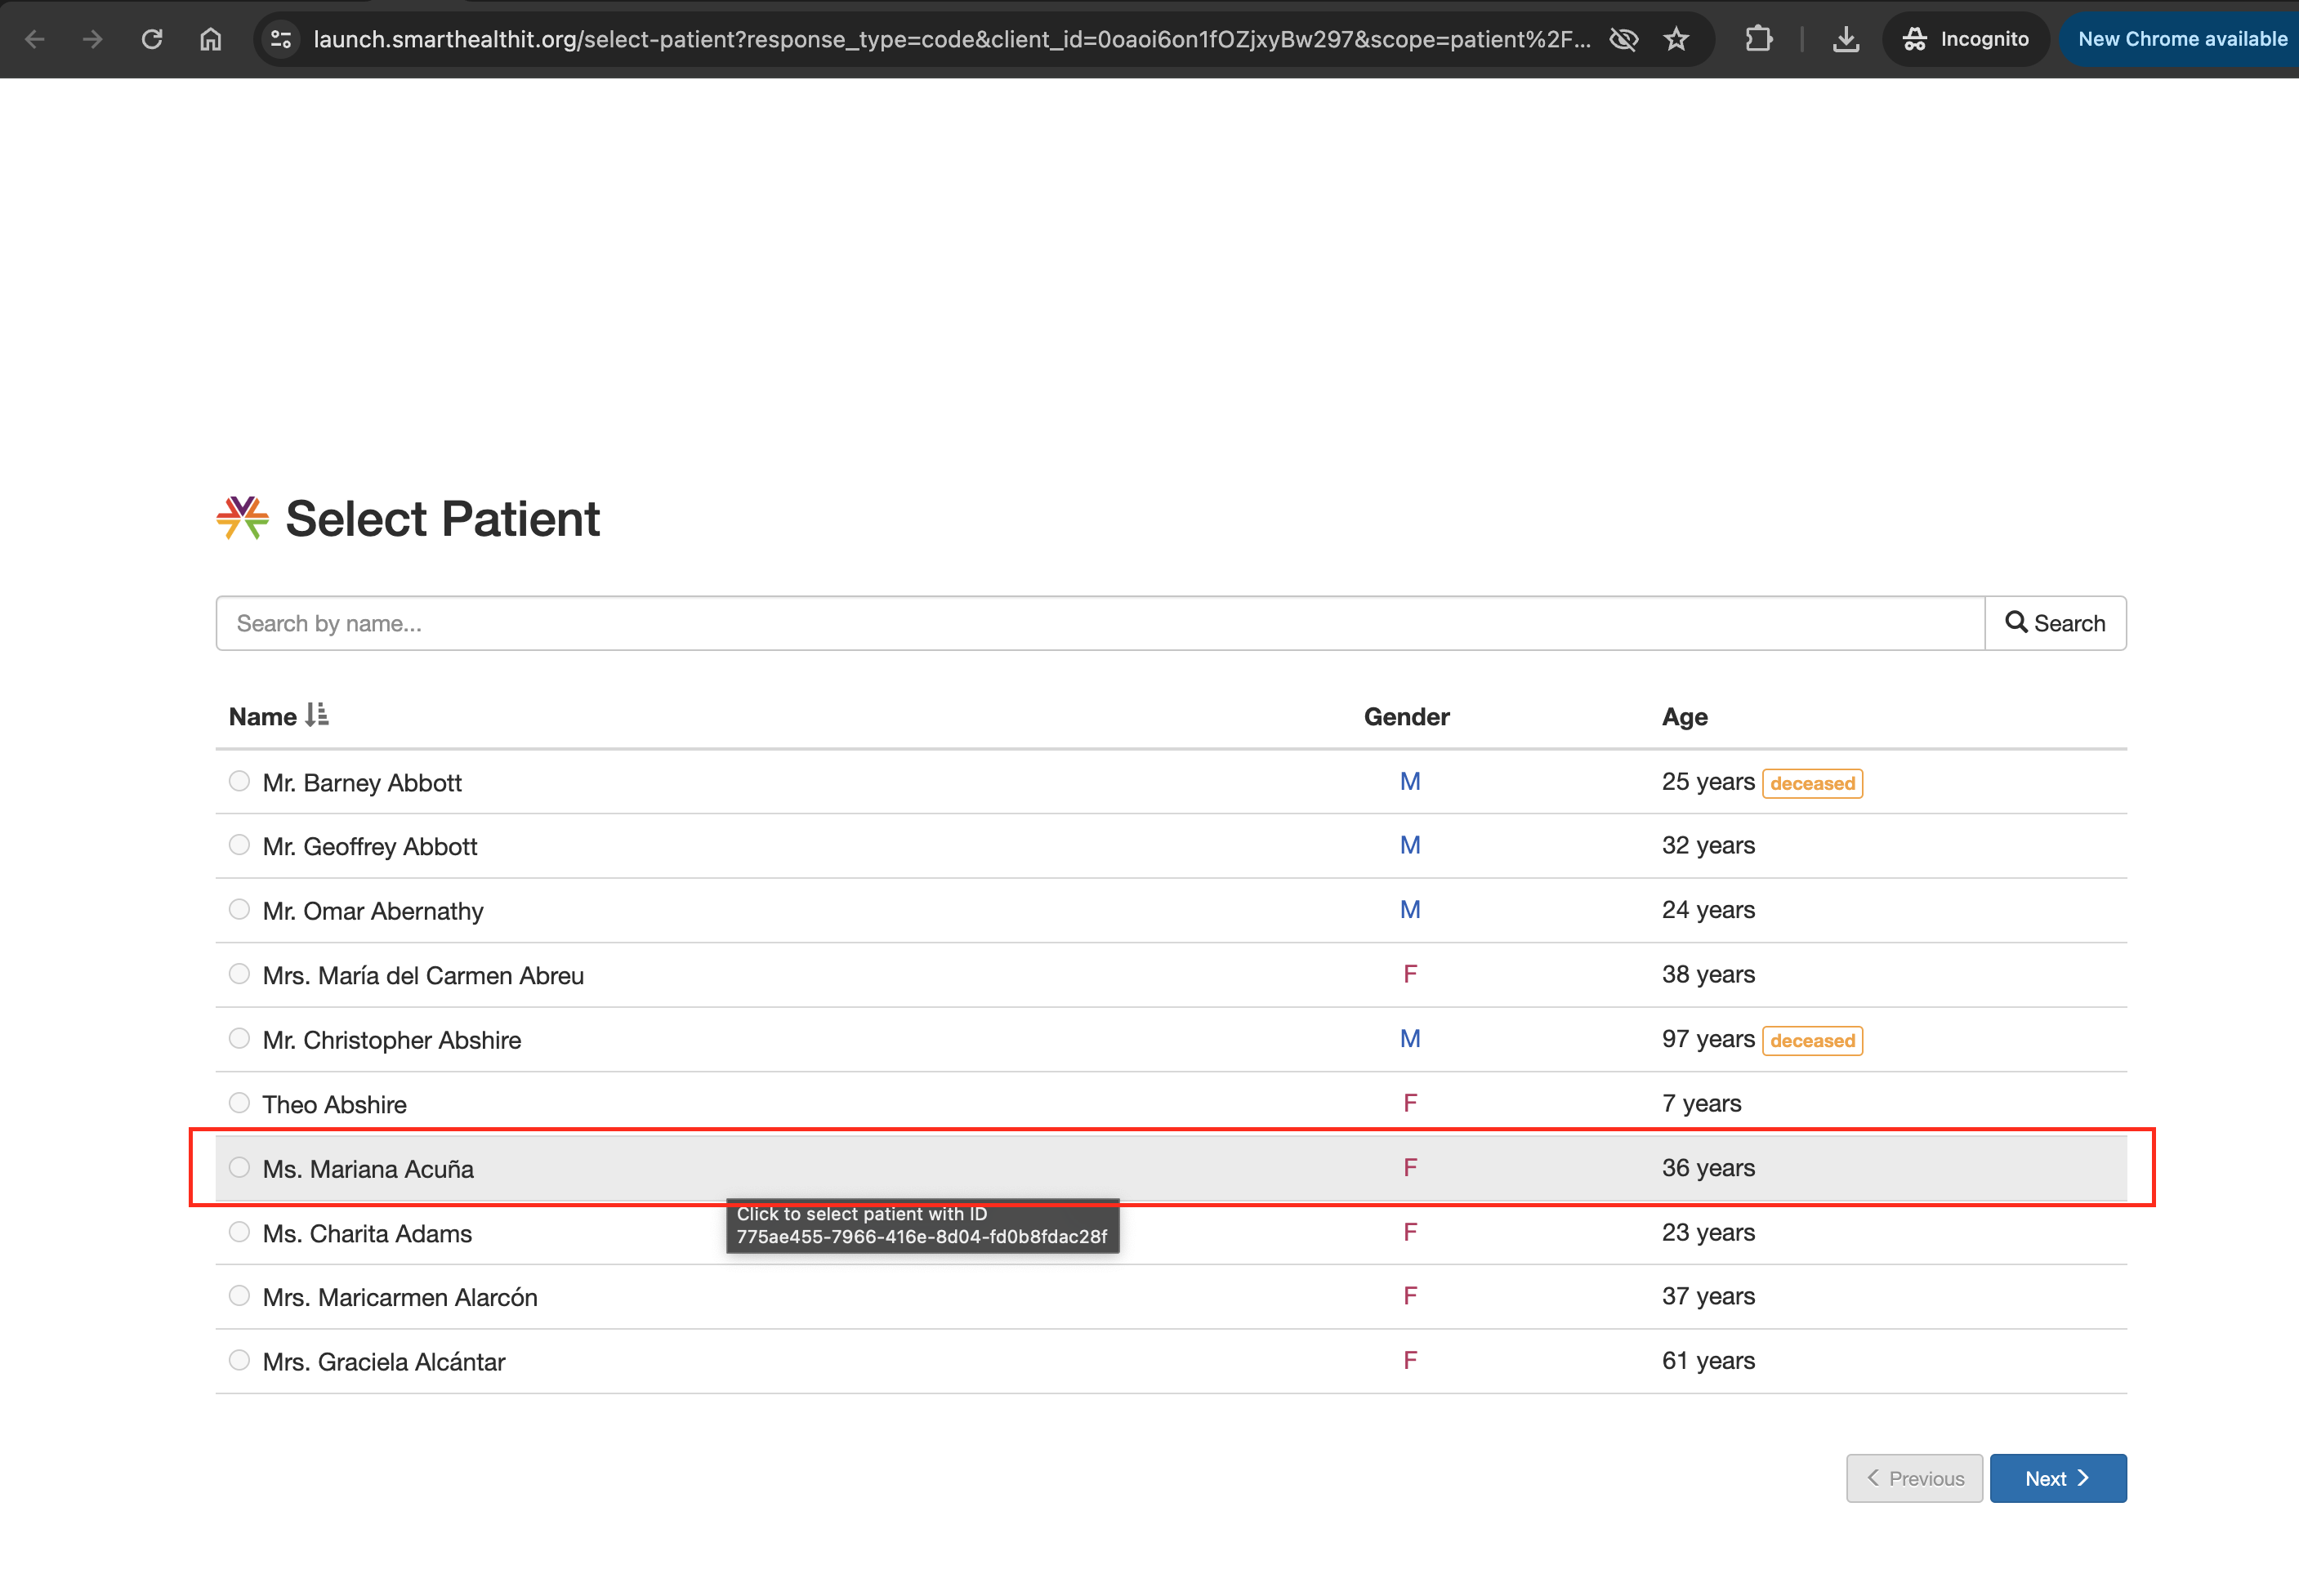 launch.smarthealthit.org/select-patient?response_type=code&client_id=0oaoi6on1fOZjxyBw297&scope=patient%2F...
Incognito
New Chrome available
Select Patient
Search by name...
Search
Name Gender Age
Mr. Barney Abbott M 25 years deceased
Mr. Geoffrey Abbott M 32 years
Mr. Omar Abernathy M 24 years
Mrs. María del Carmen Abreu F 38 years
Mr. Christopher Abshire M 97 years deceased
Theo Abshire F 7 years
Ms. Mariana Acuña F 36 years
Click to select patient with ID
775ae455-7966-416e-8d04-fd0b8fdac28f
Ms. Charita Adams F 23 years
Mrs. Maricarmen Alarcón F 37 years
Mrs. Graciela Alcántar F 61 years
Previous Next